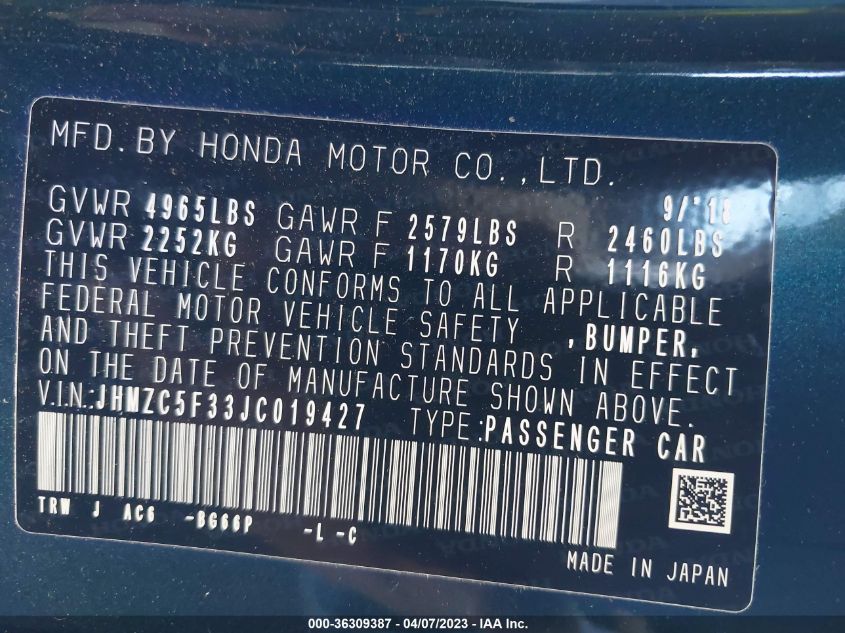 MFD. BY HONDA MOTOR CO., LTD.
9/'18
GVWR 4965LBS GAWR F 2579LBS R 2460LBS
GVWR 2252KG GAWR F 1170KG R 1116KG
THIS VEHICLE CONFORMS TO ALL APPLICABLE
FEDERAL MOTOR VEHICLE SAFETY , BUMPER,
AND THEFT PREVENTION STANDARDS IN EFFECT
ON THE DATE OF MANUFACTURE SHOWN ABOVE.
V.I.N.:JHMZC5F33JC019427 TYPE:PASSENGER CAR
TRW J AC6 -BG66P -L -C
MADE IN JAPAN
000-36309387 - 04/07/2023 - © IAA Inc.